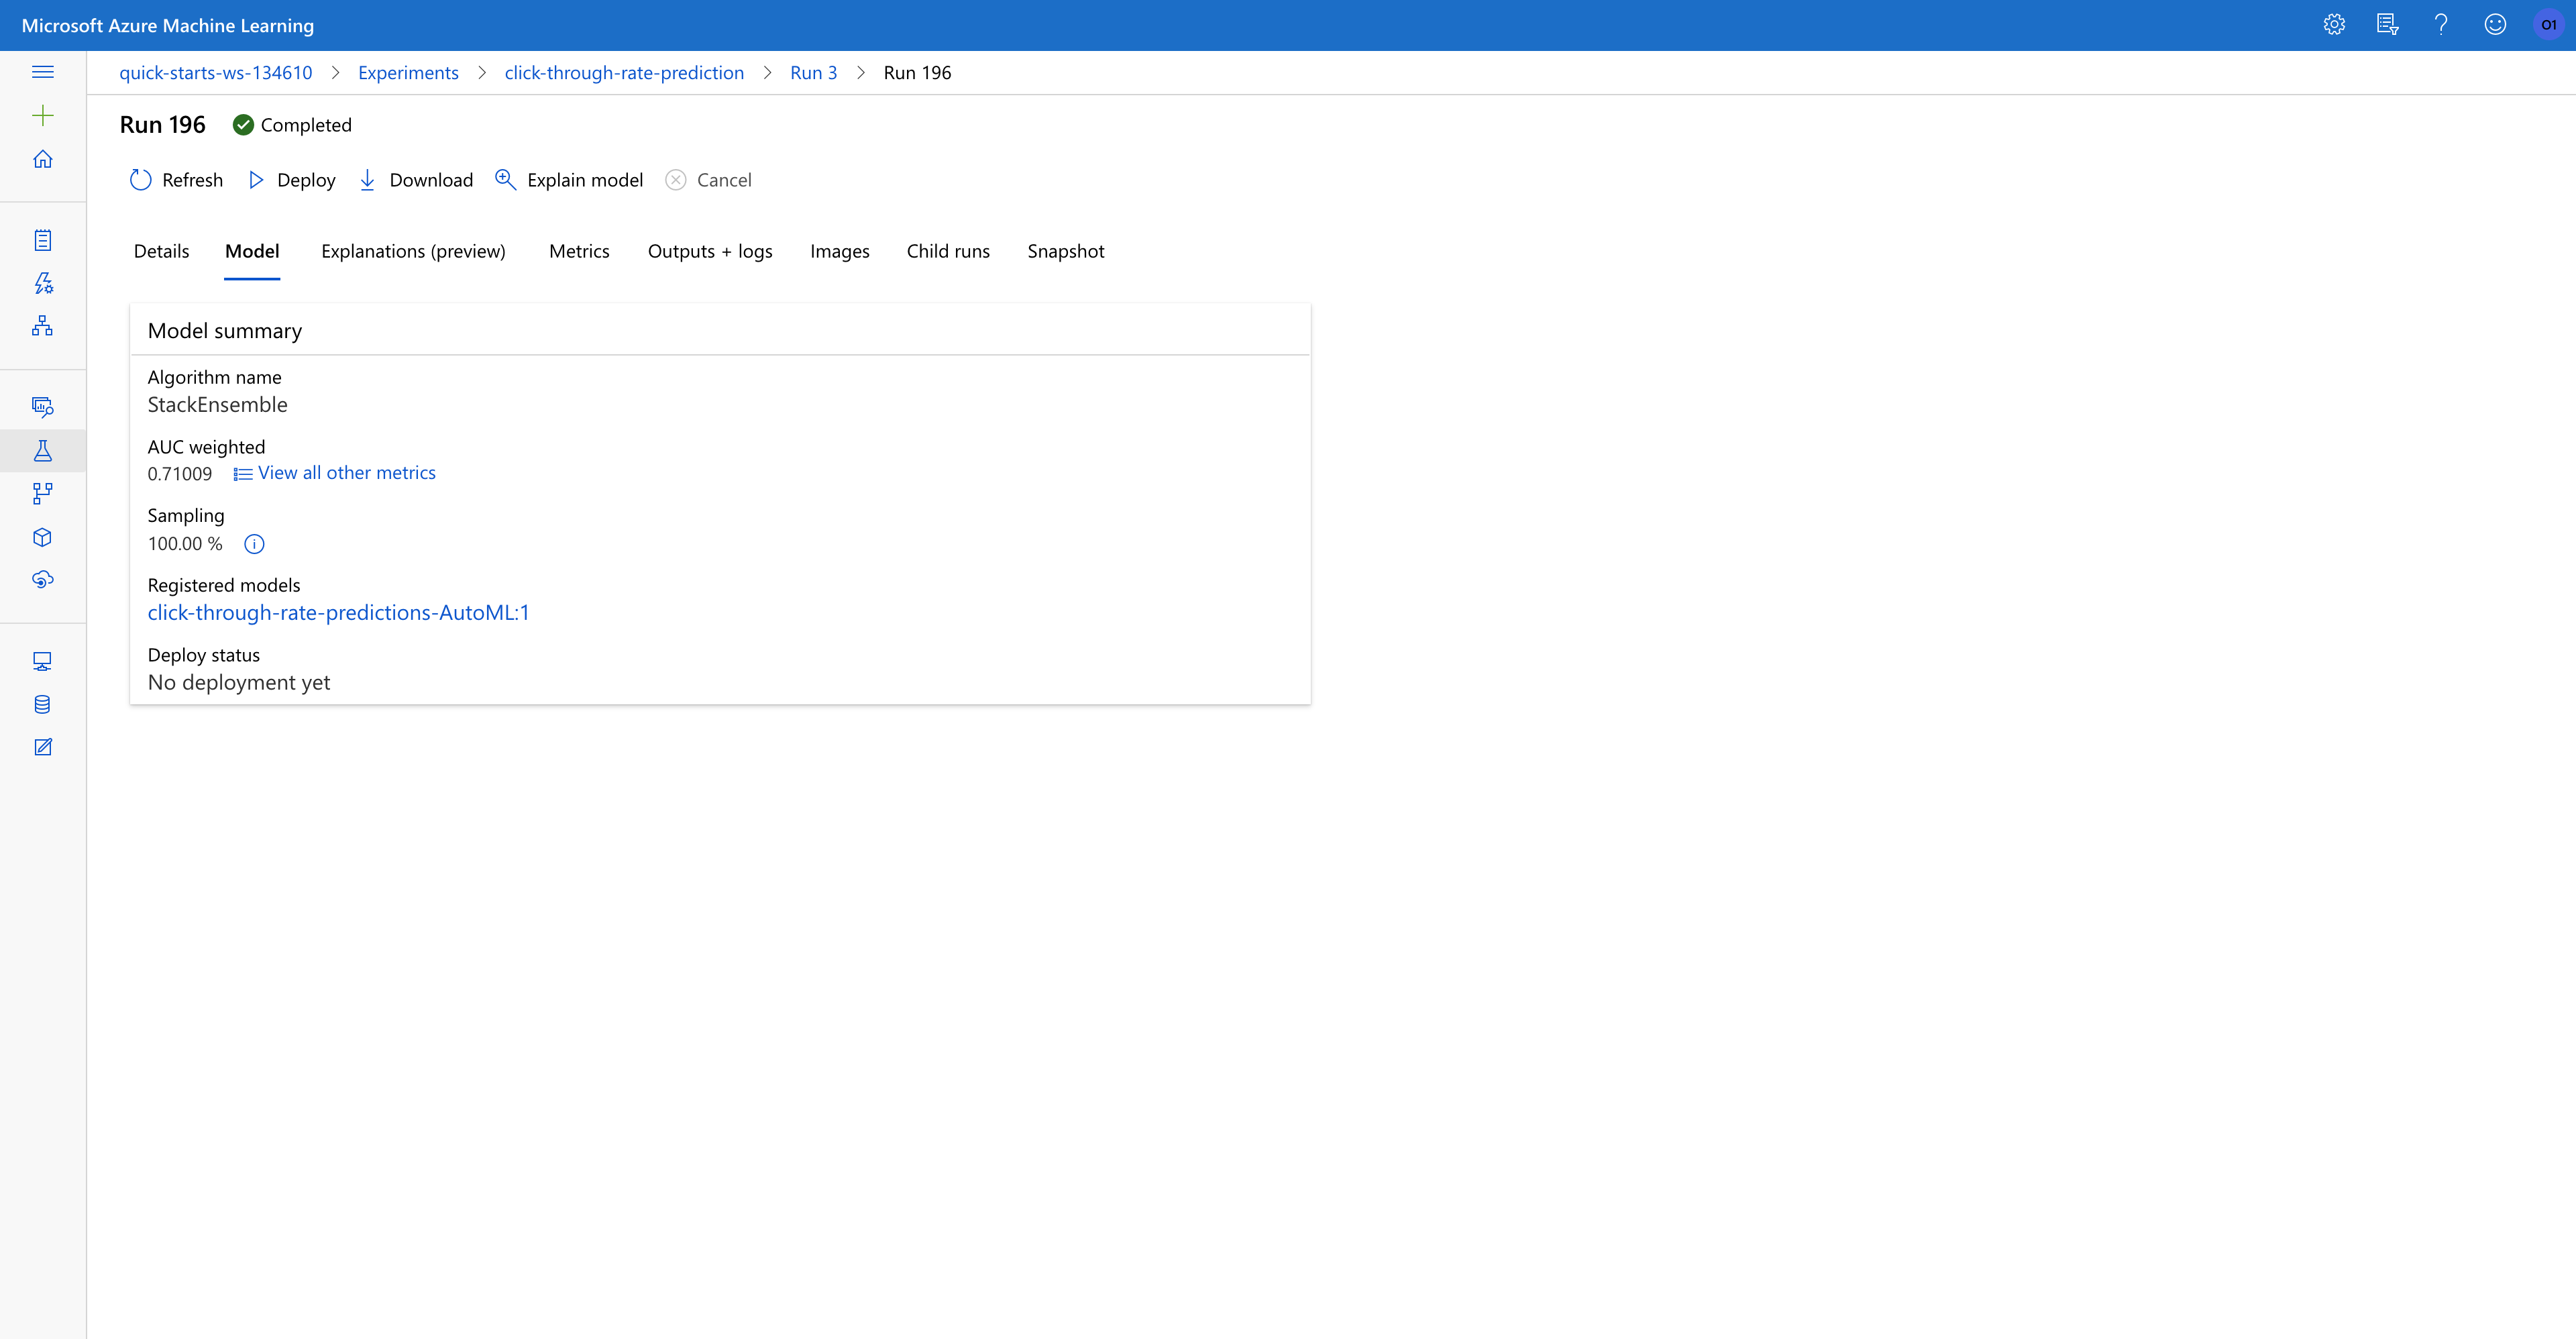 Microsoft Azure Machine Learning
O1
quick-starts-ws-134610 > Experiments > click-through-rate-prediction > Run 3 > Run 196
Run 196 Completed
Refresh Deploy Download Explain model Cancel
Details Model Explanations (preview) Metrics Outputs + logs Images Child runs Snapshot
Model summary
Algorithm name
StackEnsemble
AUC weighted
0.71009 View all other metrics
Sampling
100.00 %
Registered models
click-through-rate-predictions-AutoML:1
Deploy status
No deployment yet